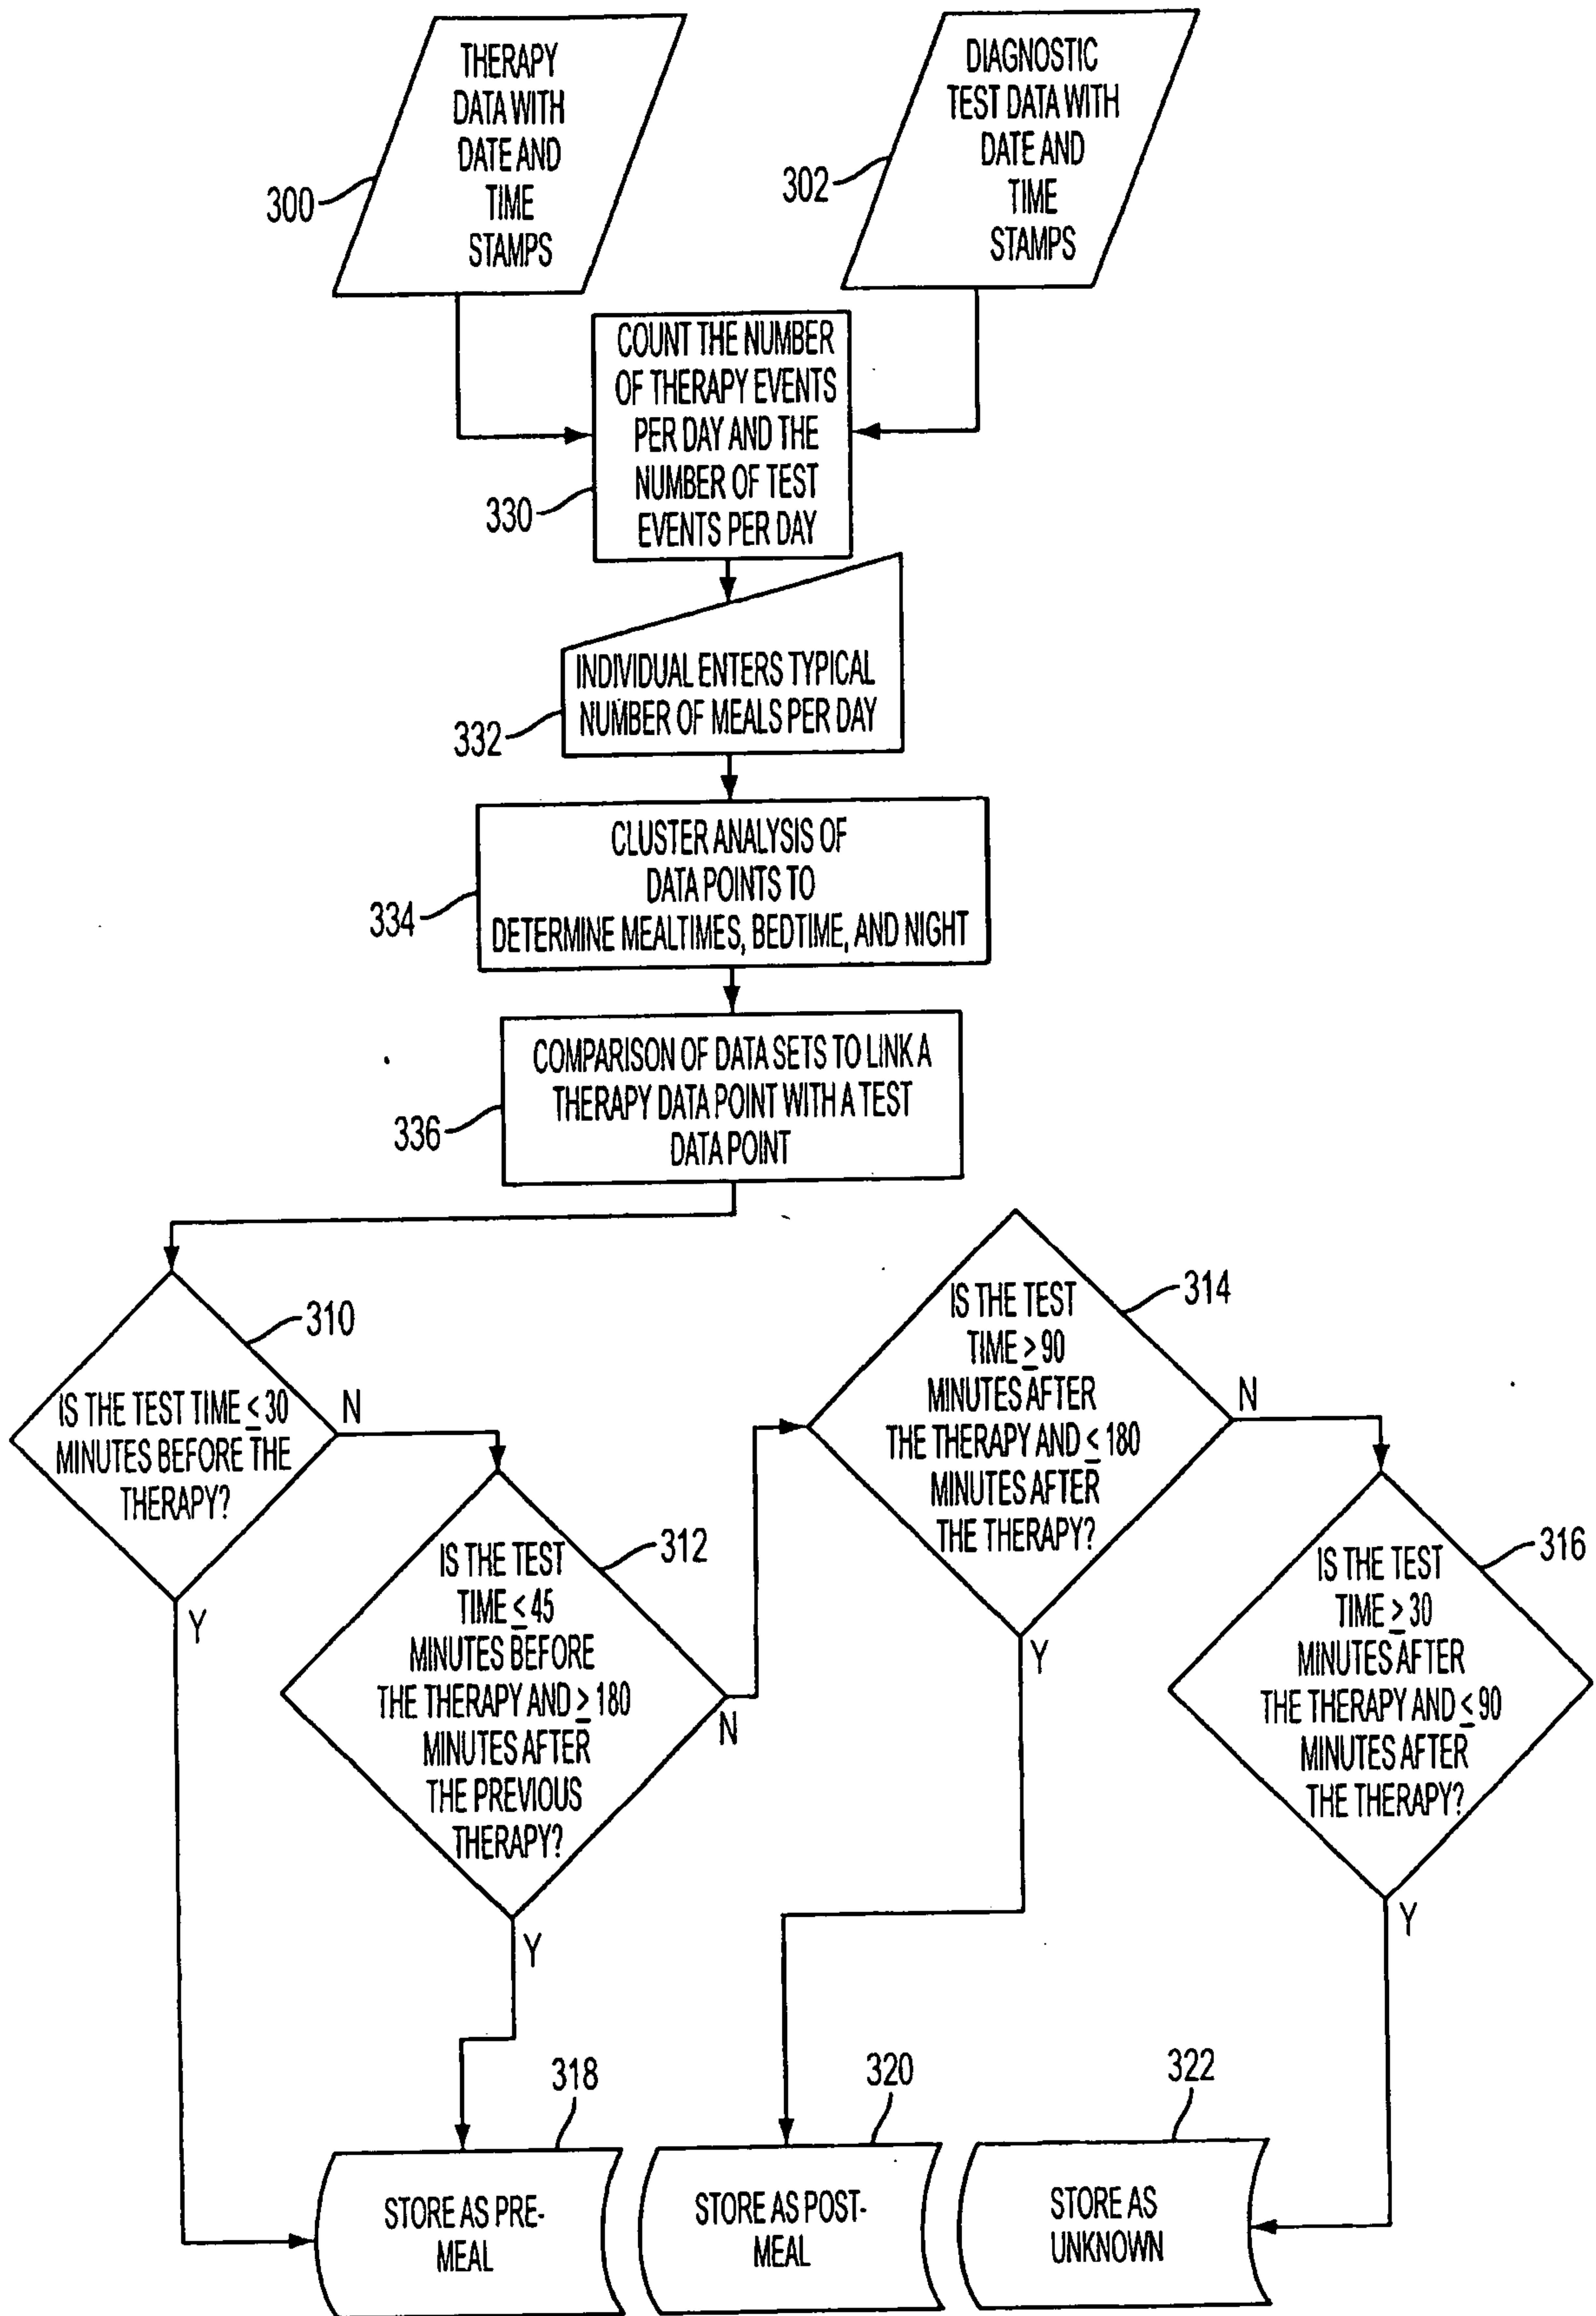 THERAPY
DATA WITH
DATE AND
TIME
STAMPS
300
DIAGNOSTIC
TEST DATA WITH
DATE AND
TIME
STAMPS
302
COUNT THE NUMBER
OF THERAPY EVENTS
PER DAY AND THE
NUMBER OF TEST
EVENTS PER DAY
330
INDIVIDUAL ENTERS TYPICAL
NUMBER OF MEALS PER DAY
332
CLUSTER ANALYSIS OF
DATA POINTS TO
DETERMINE MEALTIMES, BEDTIME, AND NIGHT
334
COMPARISON OF DATA SETS TO LINK A
THERAPY DATA POINT WITH A TEST
DATA POINT
336
310
IS THE TEST TIME ≤ 30
MINUTES BEFORE THE
THERAPY?
N
Y
312
IS THE TEST
TIME ≤ 45
MINUTES BEFORE
THE THERAPY AND ≥ 180
MINUTES AFTER
THE PREVIOUS
THERAPY?
N
Y
314
IS THE TEST
TIME ≥ 90
MINUTES AFTER
THE THERAPY AND ≤ 180
MINUTES AFTER
THE THERAPY?
N
Y
316
IS THE TEST
TIME ≥ 30
MINUTES AFTER
THE THERAPY AND ≤ 90
MINUTES AFTER
THE THERAPY?
Y
318
STORE AS PRE-
MEAL
320
STORE AS POST-
MEAL
322
STORE AS
UNKNOWN